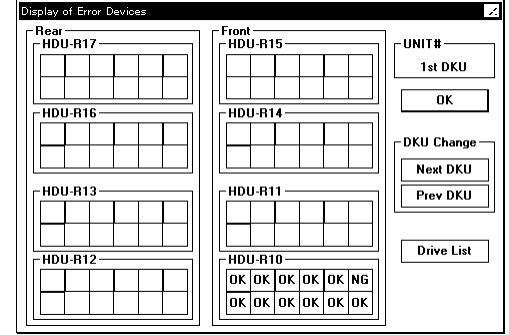 Display of Error Devices
Rear
HDU-R17
HDU-R16
HDU-R13
HDU-R12
Front
HDU-R15
HDU-R14
HDU-R11
HDU-R10
OK OK OK OK OK NG
OK OK OK OK OK OK
UNIT#
1st DKU
OK
DKU Change
Next DKU
Prev DKU
Drive List